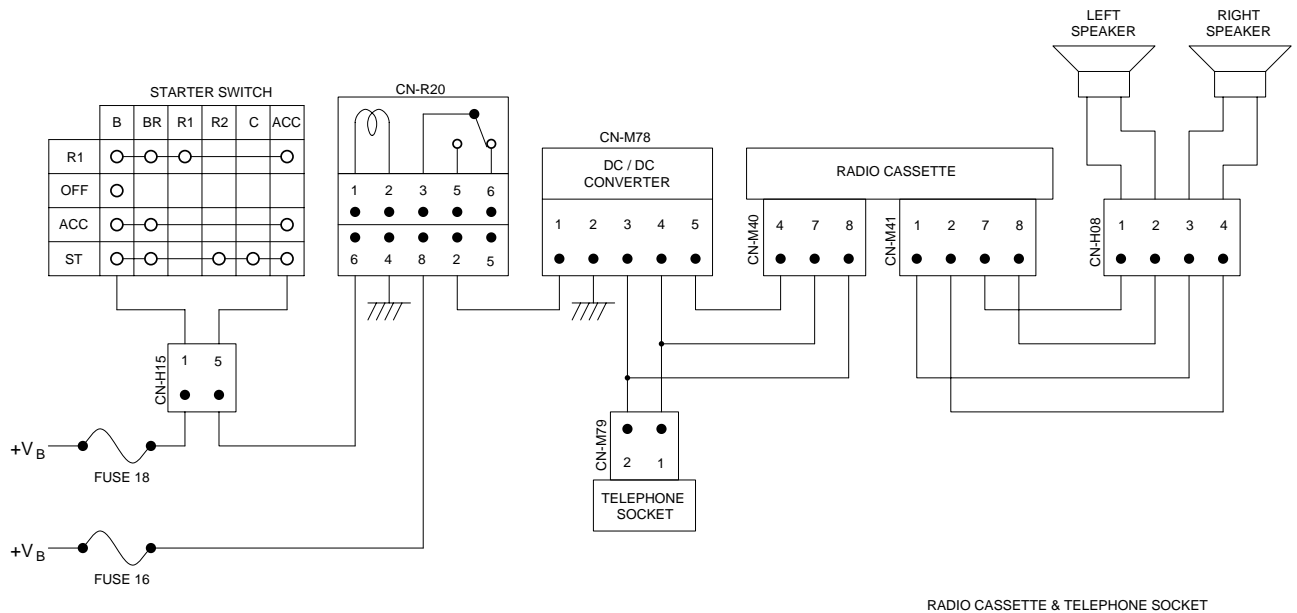 LEFT
SPEAKER
RIGHT
SPEAKER
STARTER SWITCH
B BR R1 R2 C ACC
R1
OFF
ACC
ST
CN-R20
1 2 3 5 6
6 4 8 2 5
CN-M78
DC / DC
CONVERTER
1 2 3 4 5
RADIO CASSETTE
CN-M40
4 7 8
CN-M41
1 2 7 8
CN-H08
1 2 3 4
CN-H15
1 5
+VB
FUSE 18
CN-M79
2 1
TELEPHONE
SOCKET
+VB
FUSE 16
RADIO CASSETTE & TELEPHONE SOCKET